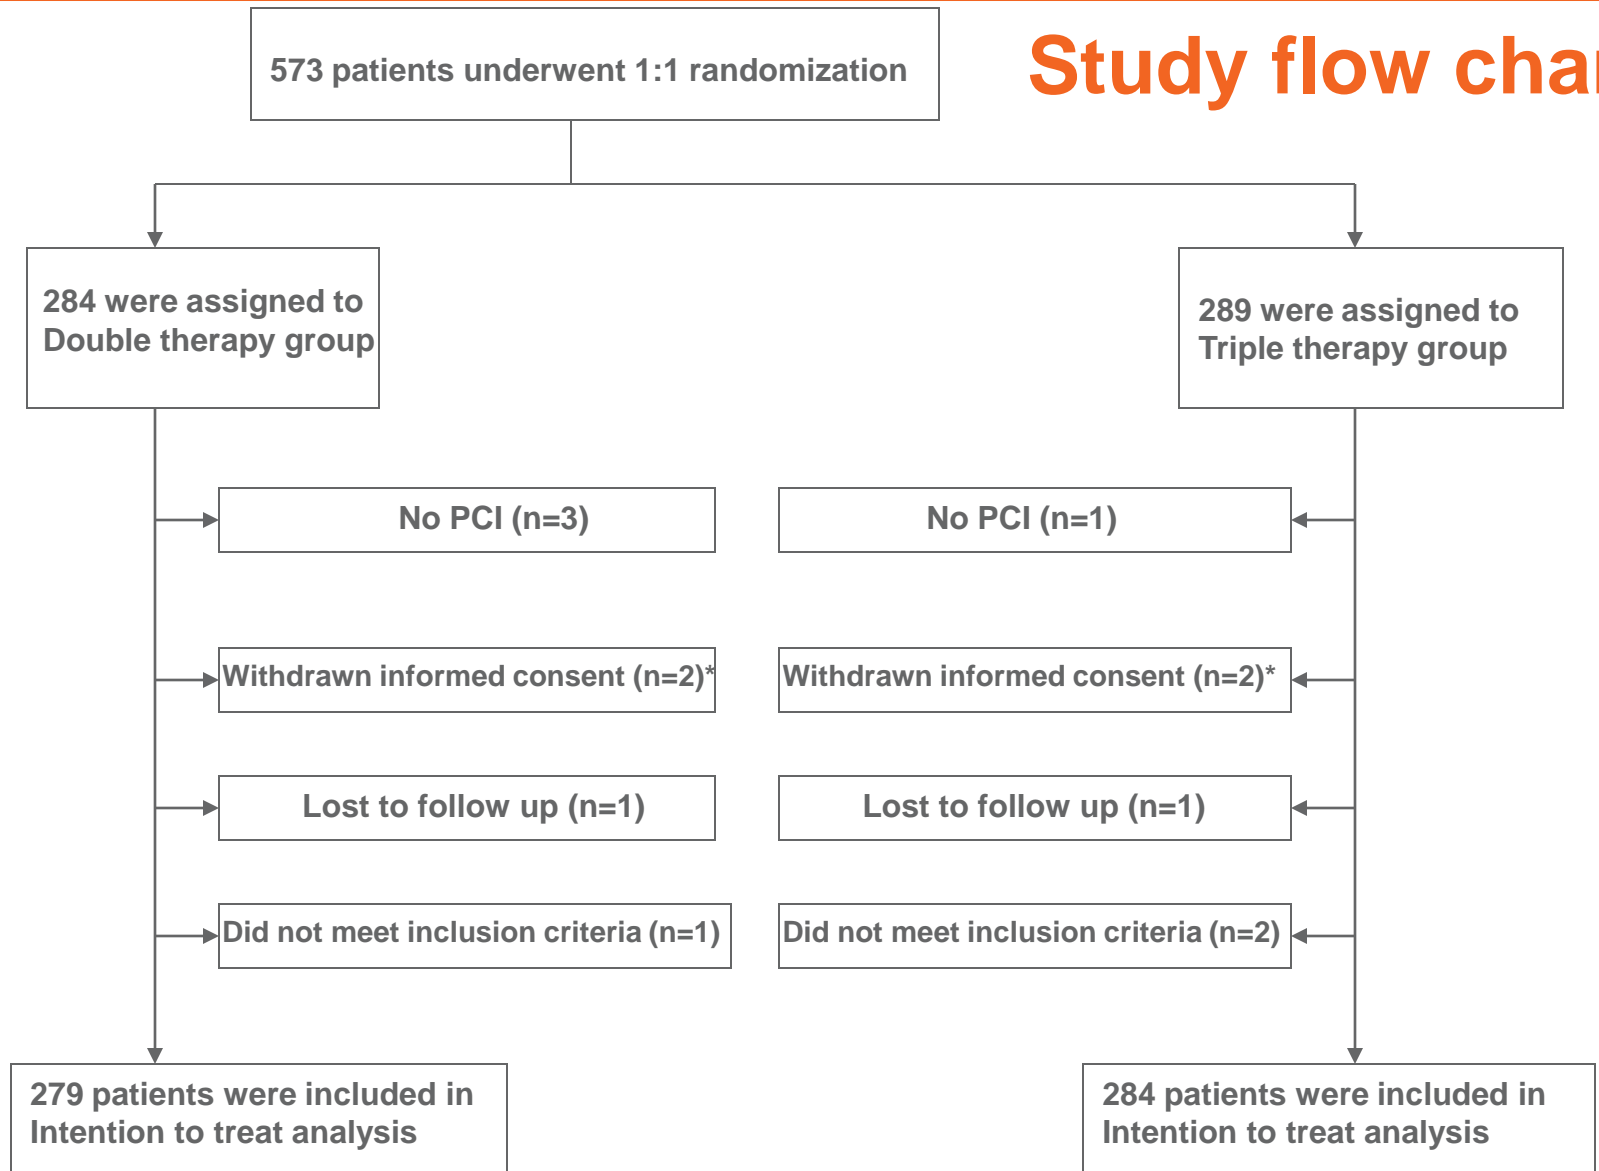 Study flow char
573 patients underwent 1:1 randomization
284 were assigned to
Double therapy group
289 were assigned to
Triple therapy group
No PCI (n=3)
No PCI (n=1)
Withdrawn informed consent (n=2)*
Withdrawn informed consent (n=2)*
Lost to follow up (n=1)
Lost to follow up (n=1)
Did not meet inclusion criteria (n=1)
Did not meet inclusion criteria (n=2)
279 patients were included in
Intention to treat analysis
284 patients were included in
Intention to treat analysis